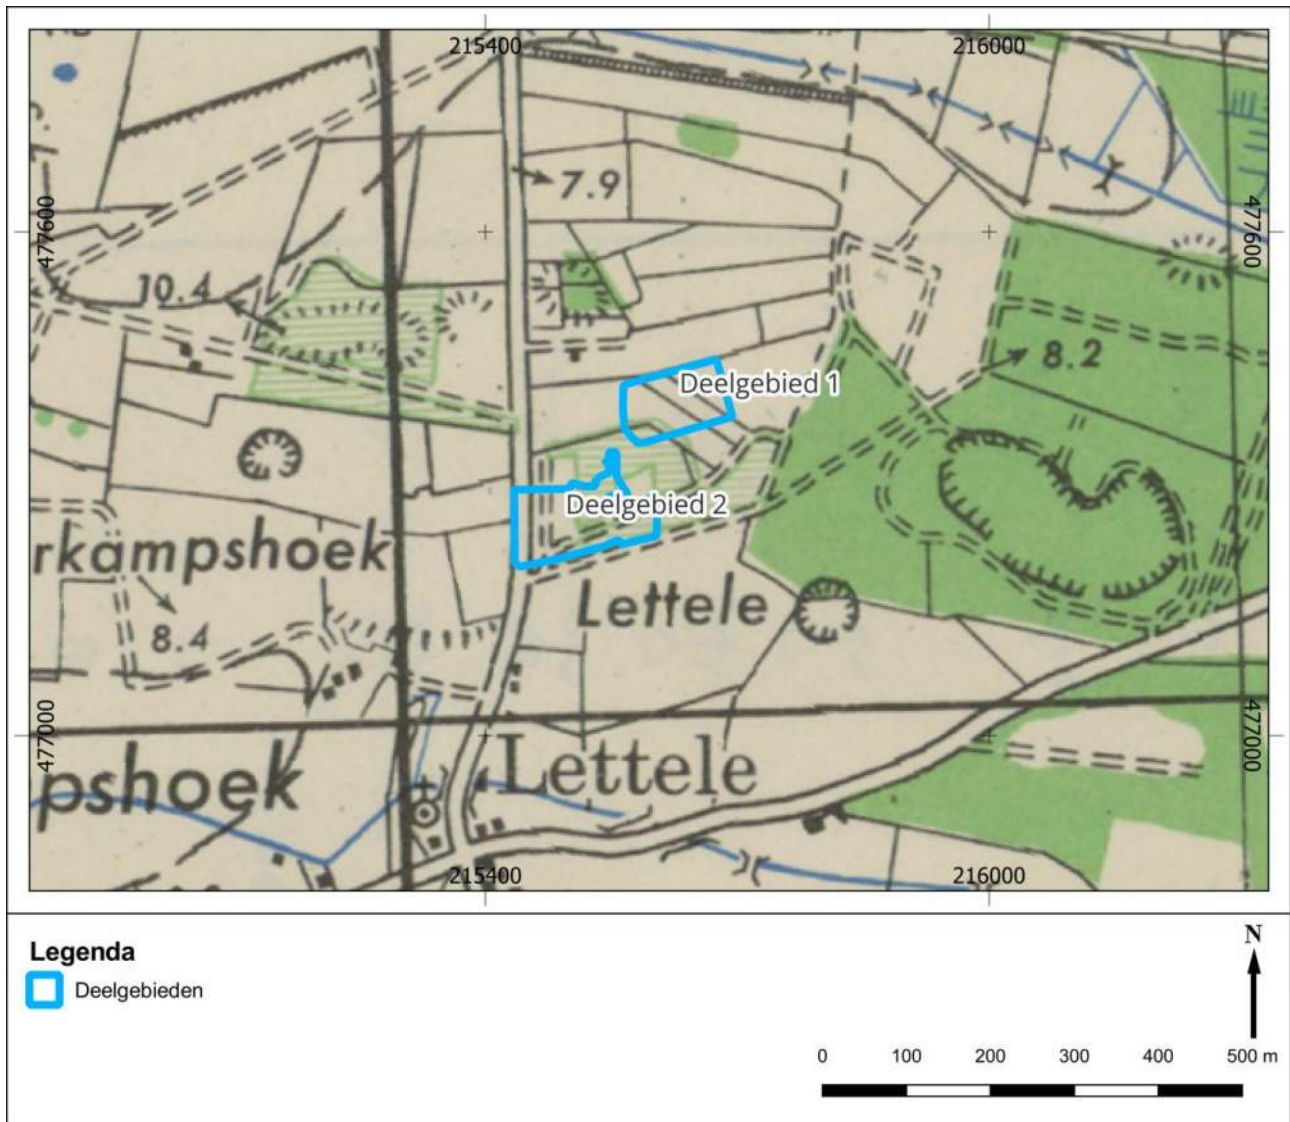 215400
216000
7.9
477600
477600
10.4
8.2
Deelgebied 1
Deelgebied 2
rkampshoek
Lettele
8.4
477000
477000
Lettele
pshoek
215400
216000
Legenda
Deelgebieden
N
0 100 200 300 400 500 m